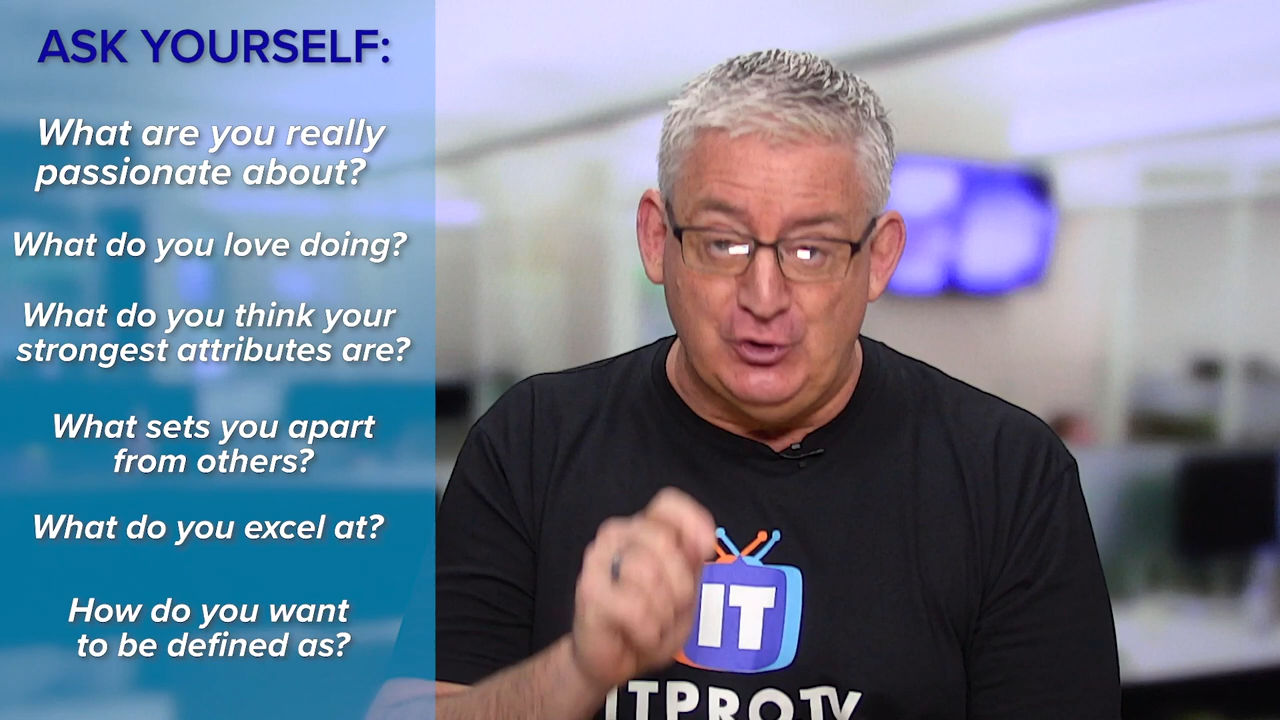 ASK YOURSELF:
What are you really
passionate about?
What do you love doing?
What do you think your
strongest attributes are?
What sets you apart
from others?
What do you excel at?
How do you want
to be defined as?
IT
ITPROTV